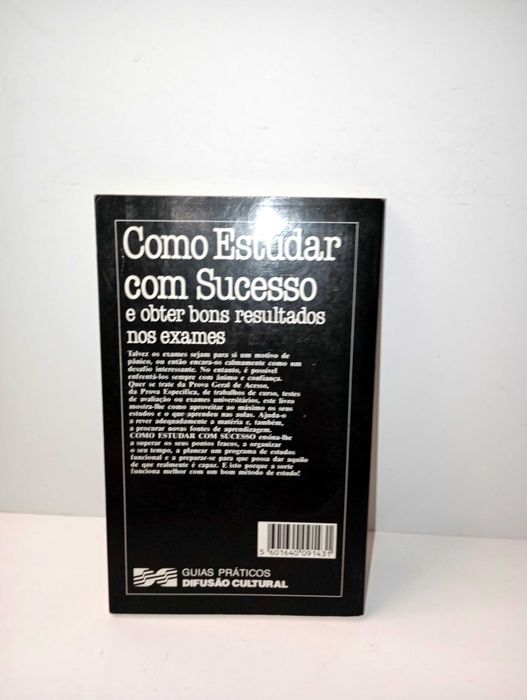 Como Estudar
com Sucesso
e obter bons resultados
nos exames
Talvez os exames sejam para si um motivo de
pânico, ou então encara-os calmamente como um
desafio interessante. No entanto, é possível
enfrentá-los sempre com ânimo e confiança.
Quer se trate da Prova Geral de Acesso,
da Prova Específica, de trabalhos de curso, testes
de avaliação ou exames universitários, este livro
mostra-lhe como aproveitar ao máximo os seus
estudos e o que aprendeu nas aulas. Ajuda-o
a rever adequadamente a matéria e, também,
a procurar novas fontes de aprendizagem.
COMO ESTUDAR COM SUCESSO ensina-lhe
a superar os seus pontos fracos, a organizar
o seu tempo, a planear um programa de estudos
funcional e a preparar-se para que possa dar aquilo
de que realmente é capaz. E isto porque a sorte
funciona melhor com um bom método de estudo!
5 601640 091431
GUIAS PRÁTICOS
DIFUSÃO CULTURAL